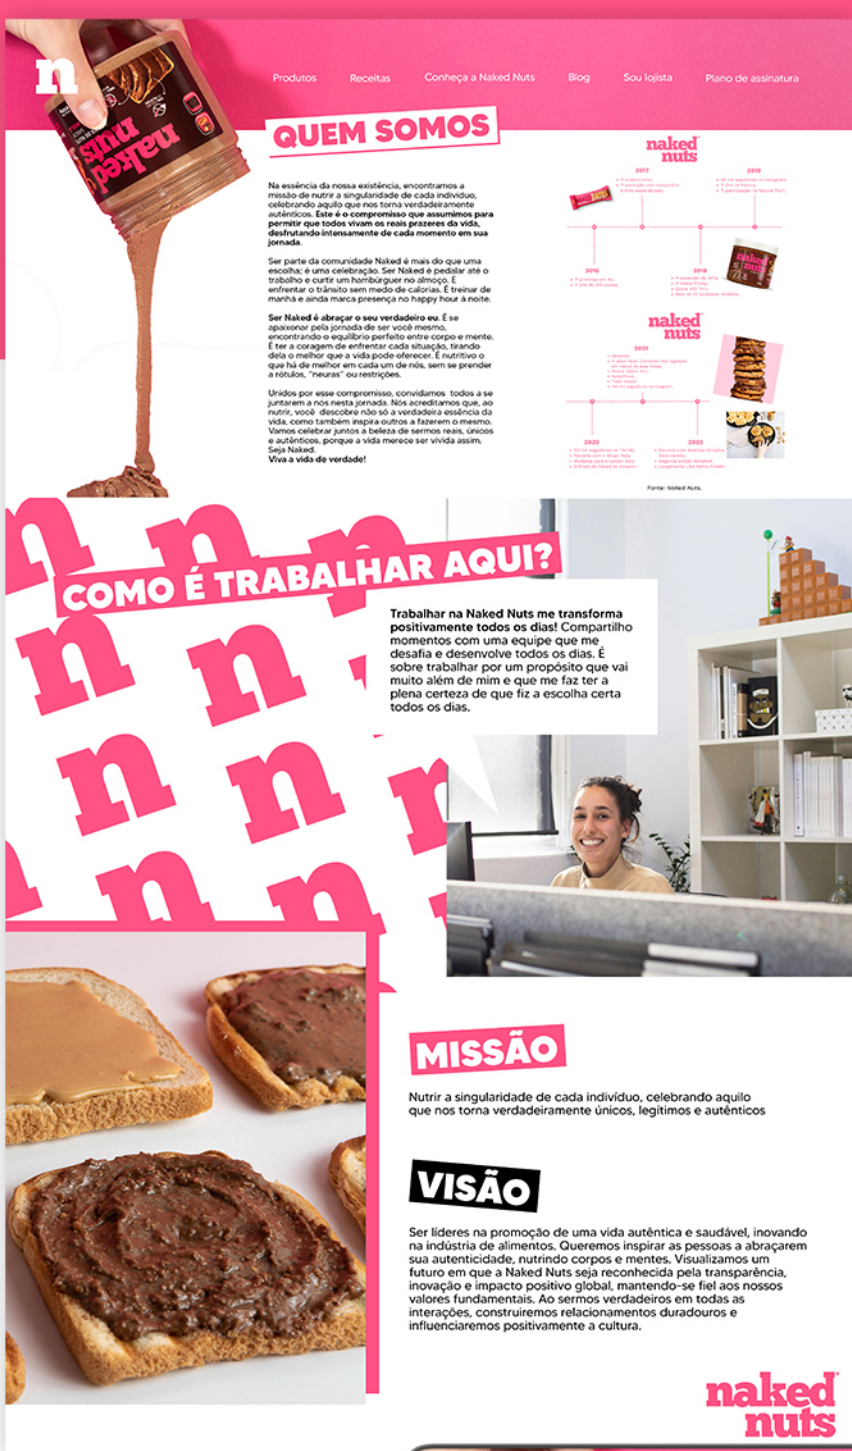 n
Produtos Receitas Conheça a Naked Nuts Blog Sou lojista Plano de assinatura
naked
nuts
QUEM SOMOS
Na essência da nossa existência, encontramos a
missão de nutrir a singularidade de cada indivíduo,
celebrando aquilo que nos torna verdadeiramente
autênticos. Este é o compromisso que assumimos para
permitir que todos vivam os reais prazeres da vida,
desfrutando intensamente de cada momento em sua
jornada.
Ser parte da comunidade Naked é mais do que uma
escolha; é uma celebração. Ser Naked é pedalar até o
trabalho e curtir um hambúrguer no almoço. É
enfrentar o trânsito sem medo de calorias. É treinar de
manhã e ainda marca presença no happy hour à noite.
Ser Naked é abraçar o seu verdadeiro eu. É se
apaixonar pela jornada de ser você mesmo,
encontrando o equilíbrio perfeito entre corpo e mente.
É ter a coragem de enfrentar cada situação, tirando
dela o melhor que a vida pode oferecer. É nutritivo o
que há de melhor em cada um de nós, sem se prender
a rótulos, "neuras" ou restrições.
Unidos por esse compromisso, convidamos todos a se
juntarem a nós nesta jornada. Nós acreditamos que, ao
nutrir, você descobre não só a verdadeira essência da
vida, como também inspira outros a fazerem o mesmo.
Vamos celebrar juntos a beleza de sermos reais, únicos
e autênticos, porque a vida merece ser vivida assim.
Seja Naked.
Viva a vida de verdade!
naked
nuts
2017
2019
2016
2018
naked
nuts
naked
nuts
2021
2020
2022
Fonte: Naked Nuts.
COMO É TRABALHAR AQUI?
Trabalhar na Naked Nuts me transforma
positivamente todos os dias! Compartilho
momentos com uma equipe que me
desafia e desenvolve todos os dias. É
sobre trabalhar por um propósito que vai
muito além de mim e que me faz ter a
plena certeza de que fiz a escolha certa
todos os dias.
MISSÃO
Nutrir a singularidade de cada indivíduo, celebrando aquilo
que nos torna verdadeiramente únicos, legítimos e autênticos
VISÃO
Ser líderes na promoção de uma vida autêntica e saudável, inovando
na indústria de alimentos. Queremos inspirar as pessoas a abraçarem
sua autenticidade, nutrindo corpos e mentes. Visualizamos um
futuro em que a Naked Nuts seja reconhecida pela transparência,
inovação e impacto positivo global, mantendo-se fiel aos nossos
valores fundamentais. Ao sermos verdadeiros em todas as
interações, construiremos relacionamentos duradouros e
influenciaremos positivamente a cultura.
naked
nuts